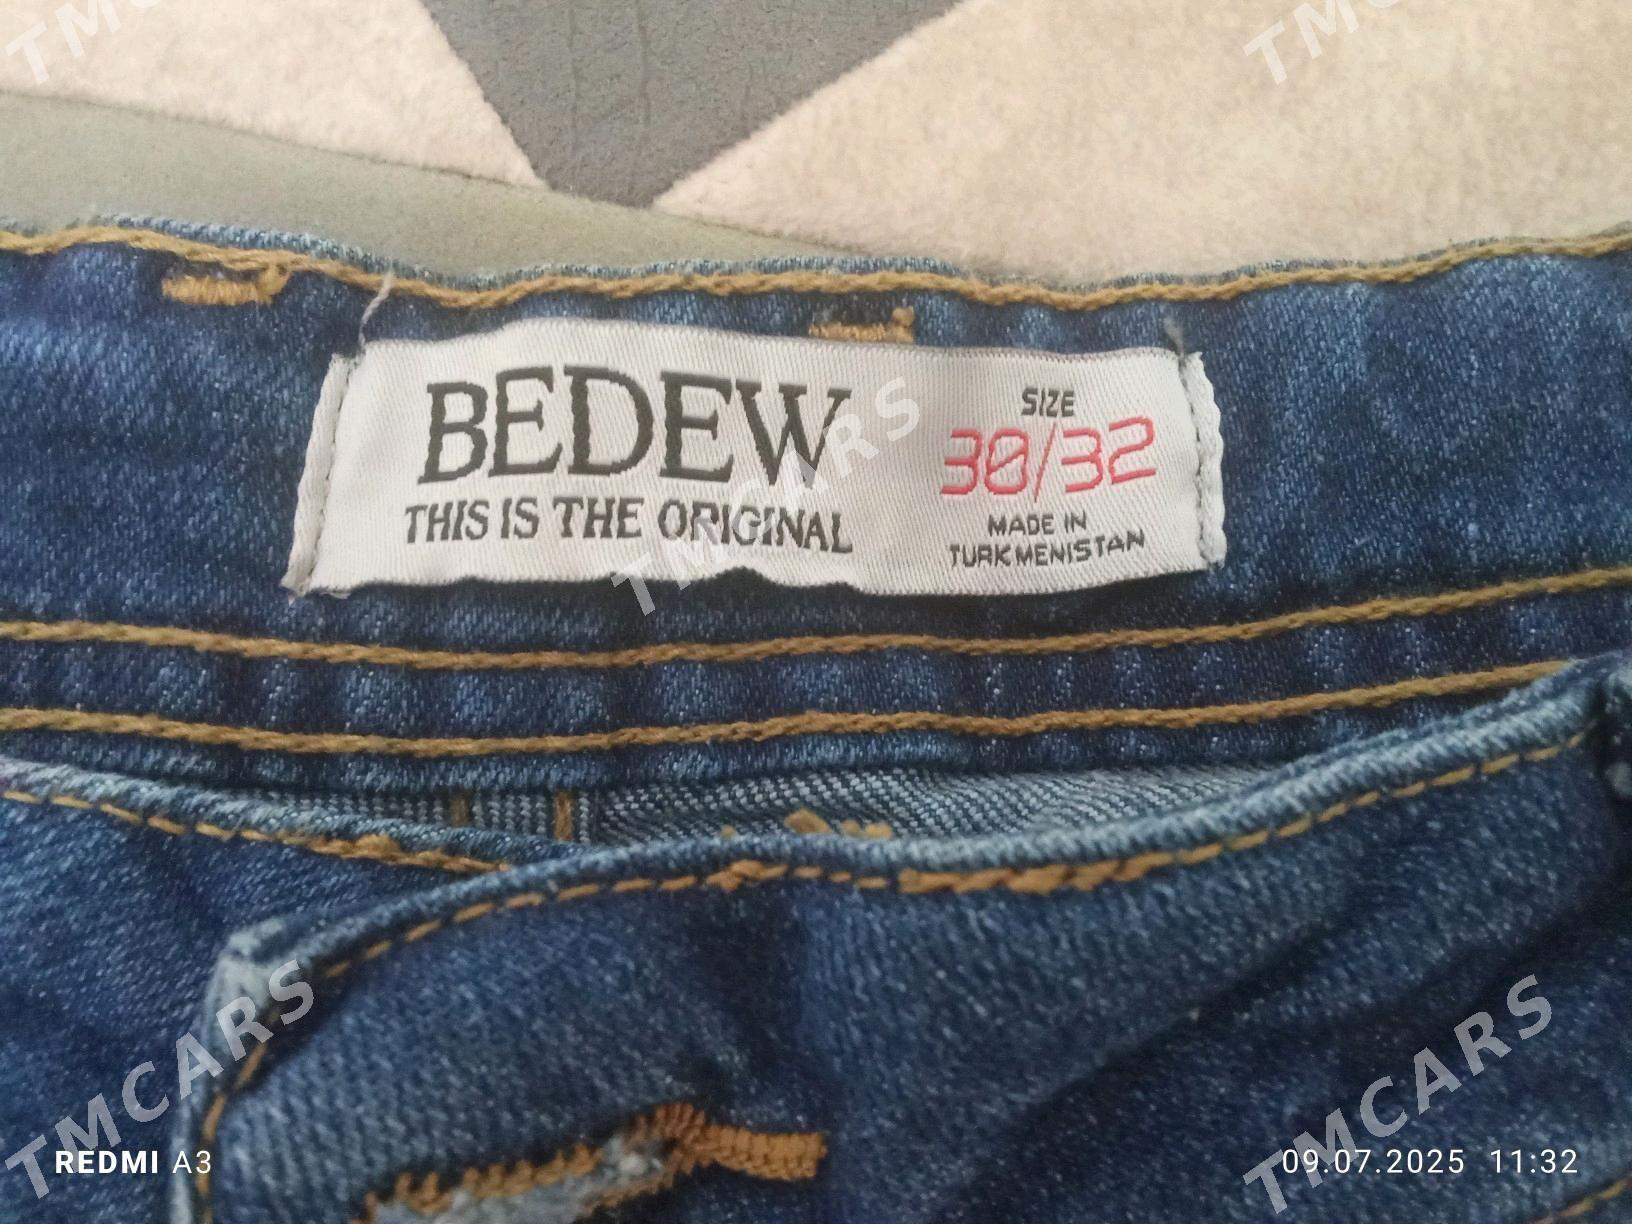 TMCARS
TMCARS
BEDEW
THIS IS THE ORIGINAL
SIZE
30/32
MADE IN
TURKMENISTAN
TMCARS
TMCARS
TMCARS
REDMI A3
09.07.2025 11:32